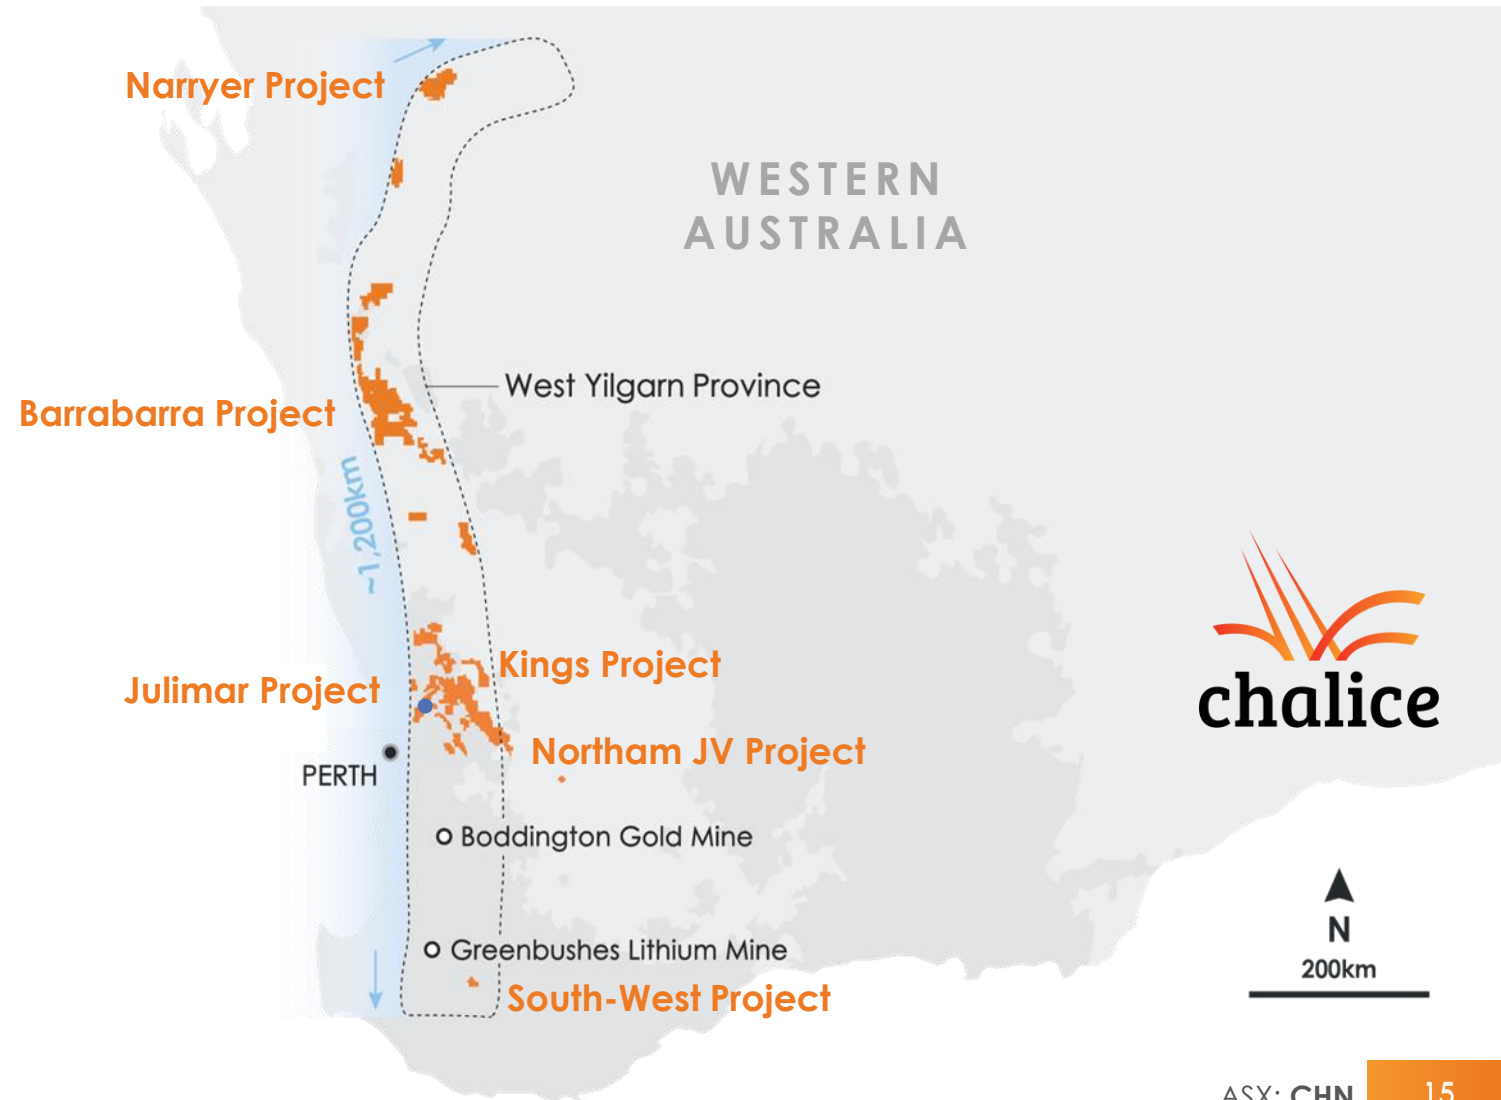 Narryer Project
WESTERN
AUSTRALIA
West Yilgarn Province
Barrabarra Project
~1,200km
Kings Project
Julimar Project
chalice
Northam JV Project
PERTH
Boddington Gold Mine
Greenbushes Lithium Mine
N
200km
South-West Project
ASX: CHN
15